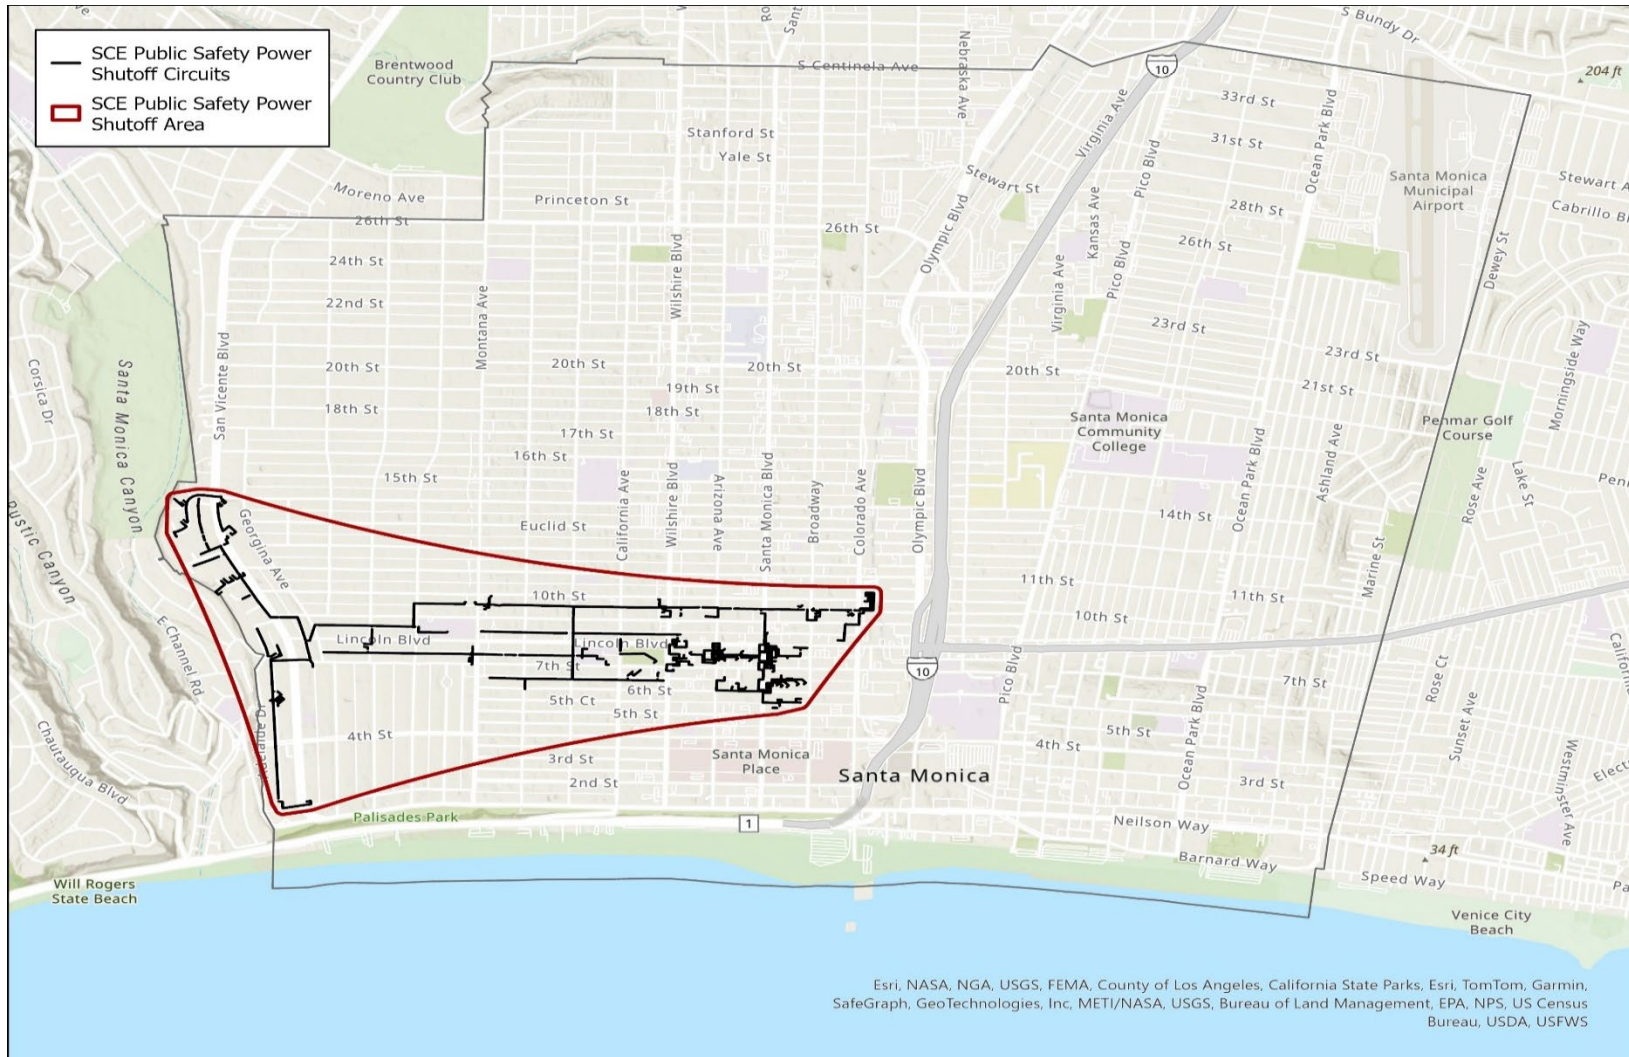 SCE Public Safety Power
Shutoff Circuits
SCE Public Safety Power
Shutoff Area
Brentwood
Country Club
S Centinela Ave
Nebraska Ave
10
S Bundy Dr
204 ft
33rd St
31st St
Virginia Ave
Pico Blvd
Ocean Park Blvd
Stanford St
Yale St
Stewart St
Santa Monica
Municipal
Airport
Moreno Ave
26th St
Princeton St
26th St
Olympic Blvd
Kansas Ave
28th St
26th St
Cabrillo
Dewey St
24th St
22nd St
Wilshire Blvd
Montana Ave
San Vicente Blvd
Virginia Ave
Pico Blvd
23rd St
23rd St
21st St
Morningside Way
Corsica Dr
Santa Monica Canyon
20th St
20th St
20th St
20th St
19th St
18th St
18th St
17th St
16th St
15th St
Santa Monica
Community
College
Penmar Golf
Course
Ocean Park Blvd
Ashland Ave
Rose Ave
Lake St
Rustic Canyon
Georgina Ave
Euclid St
California Ave
Wilshire Blvd
Arizona Ave
Santa Monica Blvd
Broadway
Colorado Ave
Olympic Blvd
14th St
Marine St
11th St
10th St
11th St
10th St
Lincoln Blvd
Lincoln Blvd
E Channel Rd
7th St
6th St
5th Ct
5th St
10
Pico Blvd
7th St
Rose Ct
Sunset Ave
Chautauqua Blvd
Adelaide Dr
4th St
3rd St
2nd St
Santa Monica
Place
Santa Monica
4th St
5th St
Ocean Park Blvd
3rd St
Westminster Ave
Palisades Park
1
Neilson Way
Barnard Way
34 ft
Speed Way
Will Rogers
State Beach
Venice City
Beach
Esri, NASA, NGA, USGS, FEMA, County of Los Angeles, California State Parks, Esri, TomTom, Garmin,
SafeGraph, GeoTechnologies, Inc, METI/NASA, USGS, Bureau of Land Management, EPA, NPS, US Census
Bureau, USDA, USFWS